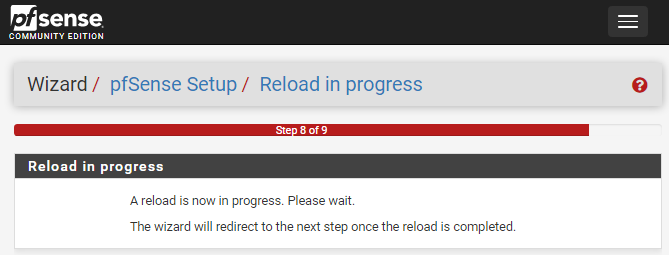 pfsense
COMMUNITY EDITION
Wizard / pfSense Setup / Reload in progress
Step 8 of 9
Reload in progress
A reload is now in progress. Please wait.
The wizard will redirect to the next step once the reload is completed.